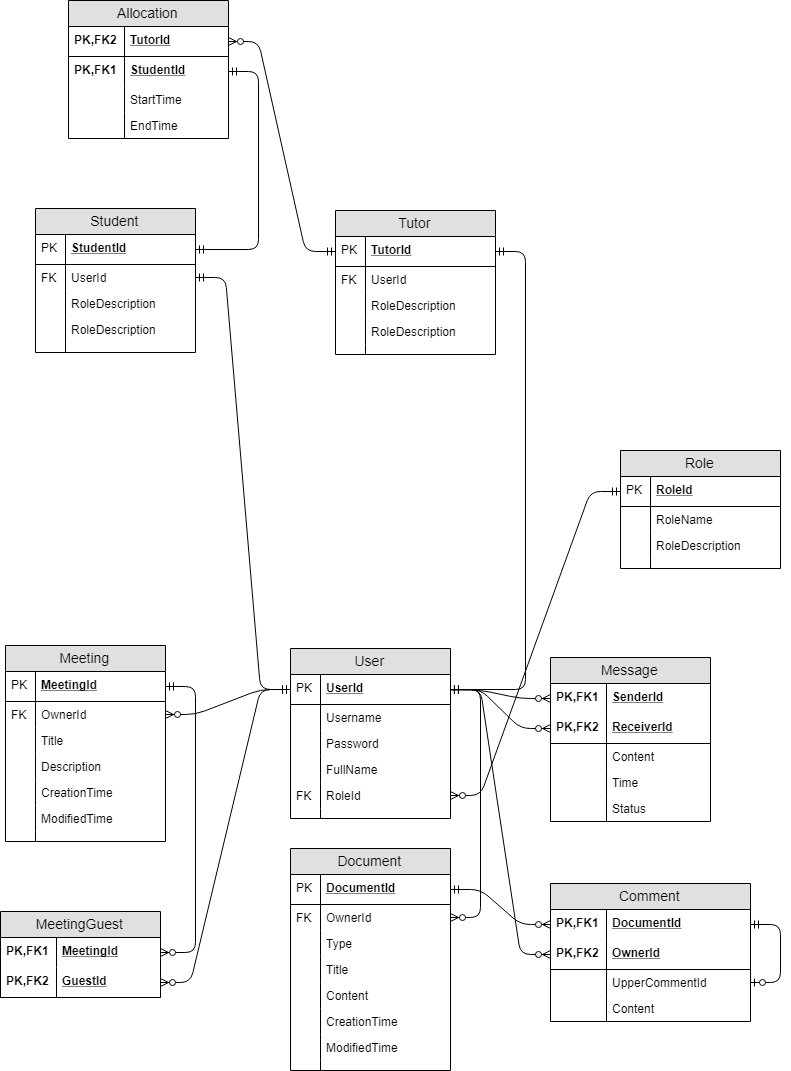 Allocation
PK,FK2 TutorId
PK,FK1 StudentId
StartTime
EndTime
Student
PK StudentId
FK UserId
RoleDescription
RoleDescription
Tutor
PK TutorId
FK UserId
RoleDescription
RoleDescription
Role
PK RoleId
RoleName
RoleDescription
Meeting
PK MeetingId
FK OwnerId
Title
Description
CreationTime
ModifiedTime
User
PK UserId
Username
Password
FullName
FK RoleId
Message
PK,FK1 SenderId
PK,FK2 ReceiverId
Content
Time
Status
MeetingGuest
PK,FK1 MeetingId
PK,FK2 GuestId
Document
PK DocumentId
FK OwnerId
Type
Title
Content
CreationTime
ModifiedTime
Comment
PK,FK1 DocumentId
PK,FK2 OwnerId
UpperCommentId
Content